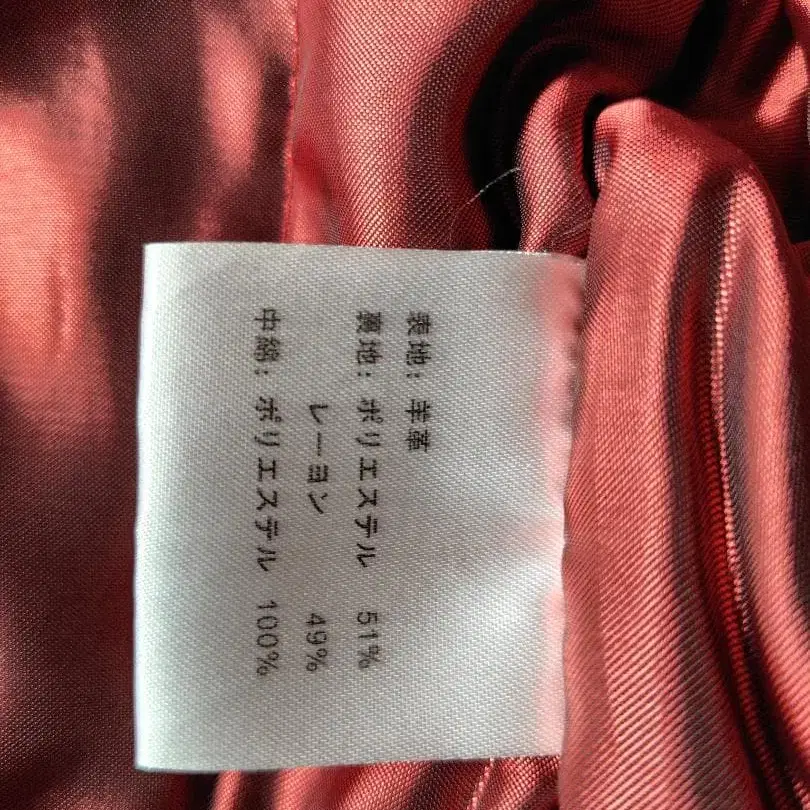 表地: 羊革
裏地: ポリエステル 51%
レーヨン 49%
中綿: ポリエステル 100%